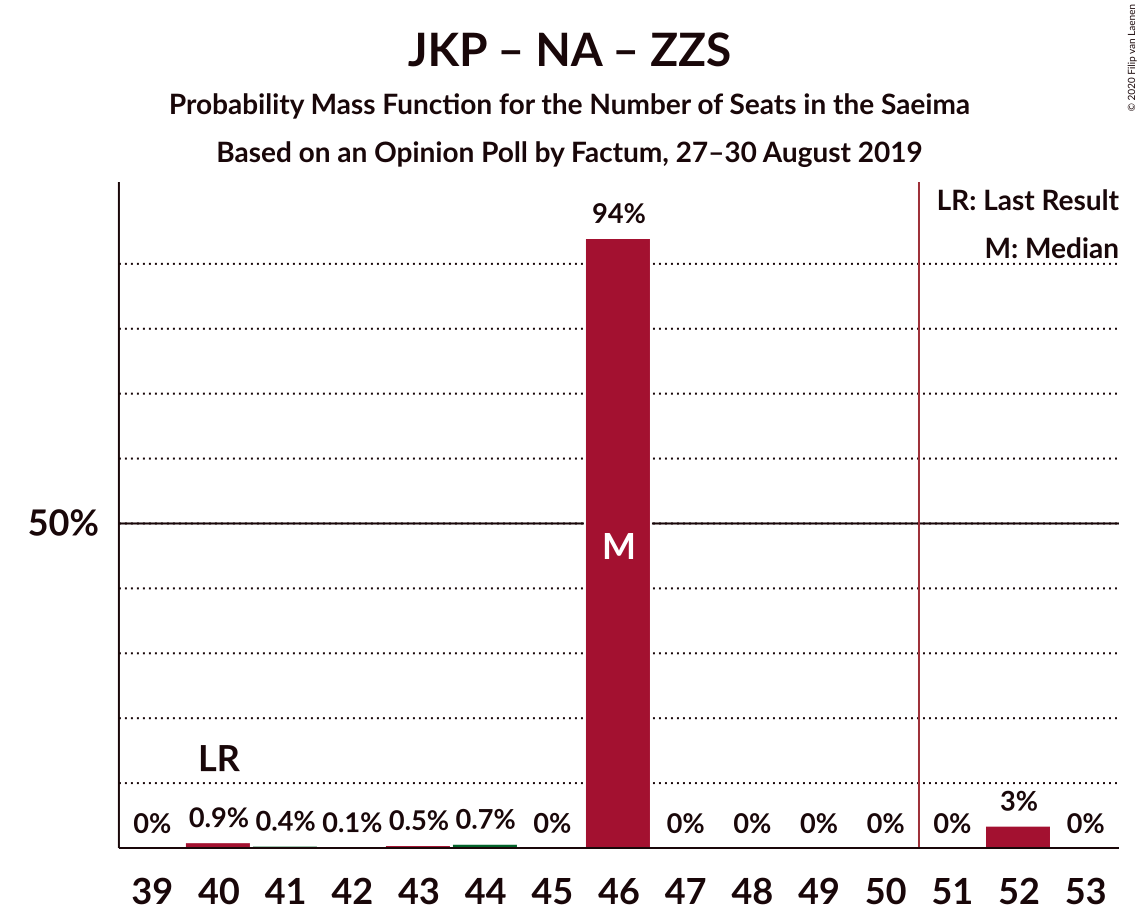 JKP – NA – ZZS
Probability Mass Function for the Number of Seats in the Saeima
Based on an Opinion Poll by Factum, 27–30 August 2019
© 2020 Filip van Laenen
LR: Last Result
M: Median
94%
50%
M
LR
0% 0.9% 0.4% 0.1% 0.5% 0.7% 0% 0% 0% 0% 0% 0% 3% 0%
39 40 41 42 43 44 45 46 47 48 49 50 51 52 53